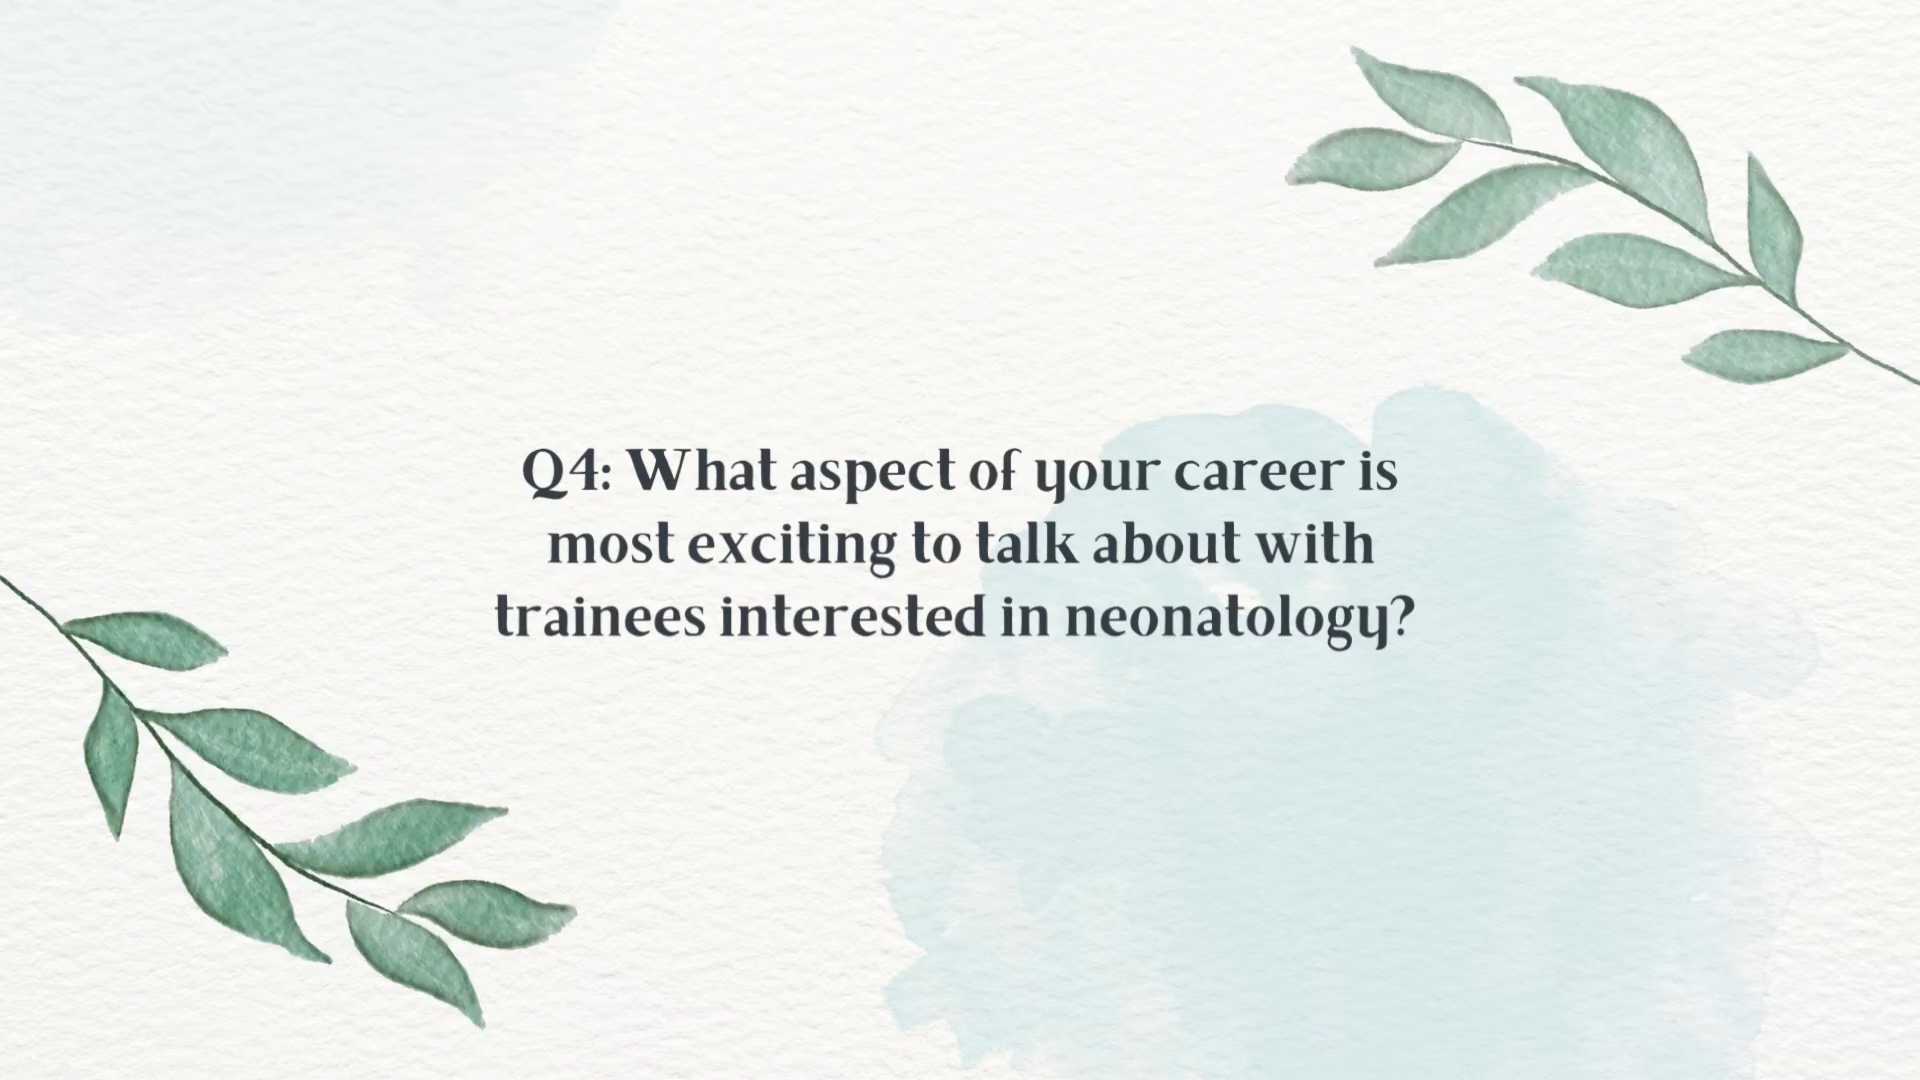 Q4: What aspect of your career is
most exciting to talk about with
trainees interested in neonatology?